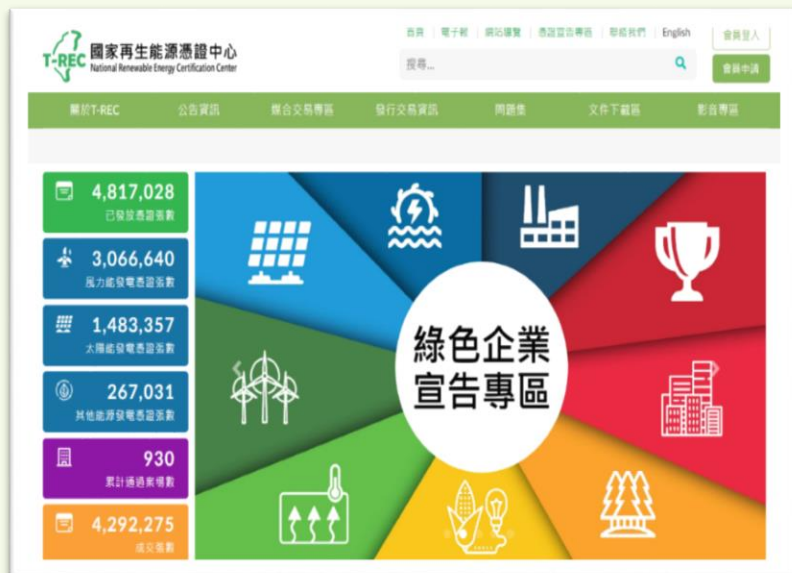 首頁 | 電子報 | 網站導覽 | 憑證宣告專區 | 聯絡我們 | English
會員登入
T-REC 國家再生能源憑證中心
National Renewable Energy Certification Center
搜尋...
會員申請
關於T-REC 公告資訊 媒合交易專區 發行交易資訊 問題集 文件下載區 影音專區
4,817,028
已發放憑證張數
3,066,640
風力能發電憑證張數
1,483,357
太陽能發電憑證張數
267,031
其他能源發電憑證張數
930
累計通過案場數
4,292,275
成交張數
綠色企業
宣告專區